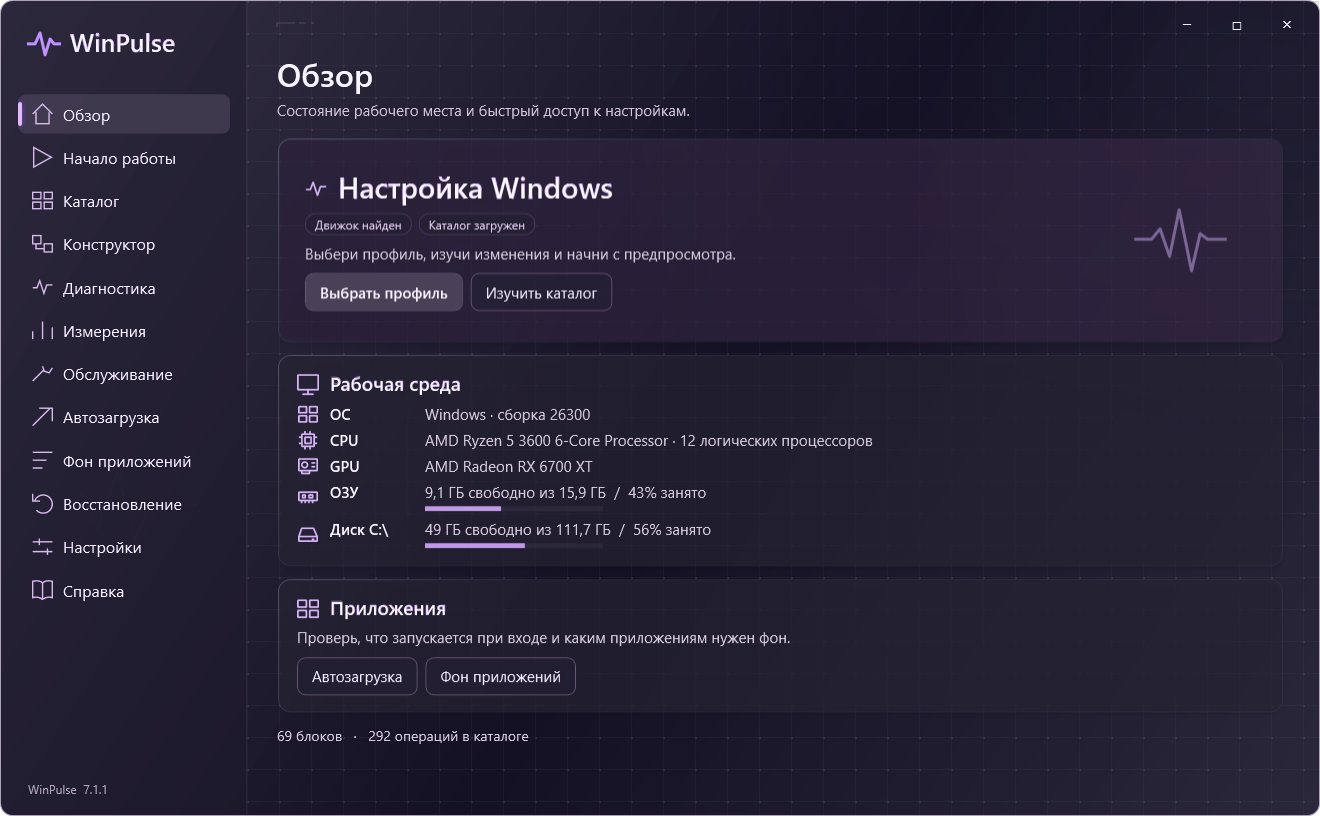 WinPulse
Обзор
Начало работы
Каталог
Конструктор
Диагностика
Измерения
Обслуживание
Автозагрузка
Фон приложений
Восстановление
Настройки
Справка
WinPulse 7.1.1
Обзор
Состояние рабочего места и быстрый доступ к настройкам.
Настройка Windows
Движок найден Каталог загружен
Выбери профиль, изучи изменения и начни с предпросмотра.
Выбрать профиль Изучить каталог
Рабочая среда
ОС Windows · сборка 26300
CPU AMD Ryzen 5 3600 6-Core Processor · 12 логических процессоров
GPU AMD Radeon RX 6700 XT
ОЗУ 9,1 ГБ свободно из 15,9 ГБ / 43% занято
Диск C:\ 49 ГБ свободно из 111,7 ГБ / 56% занято
Приложения
Проверь, что запускается при входе и каким приложениям нужен фон.
Автозагрузка Фон приложений
69 блоков · 292 операций в каталоге